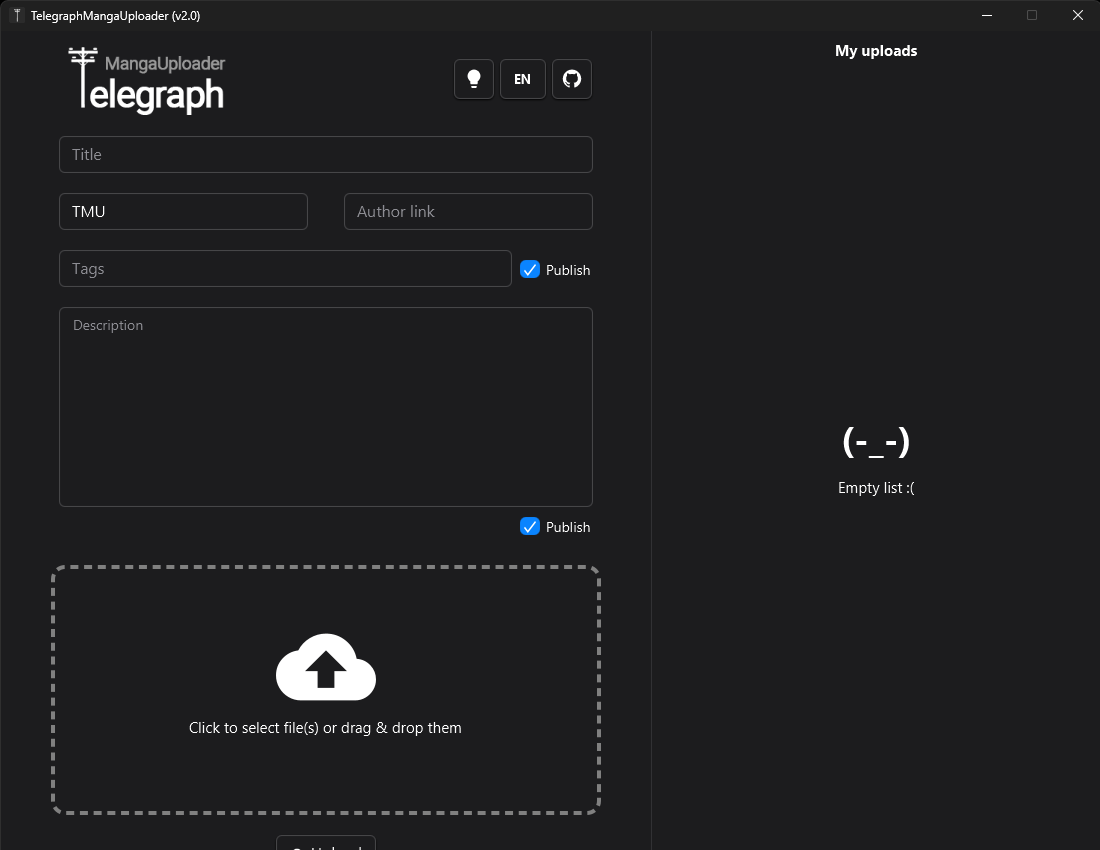 TelegraphMangaUploader (v2.0)
MangaUploader
Telegraph
EN
Title
TMU
Author link
Tags
Publish
Description
Publish
Click to select file(s) or drag & drop them
Upload
My uploads
(-_-)
Empty list :(